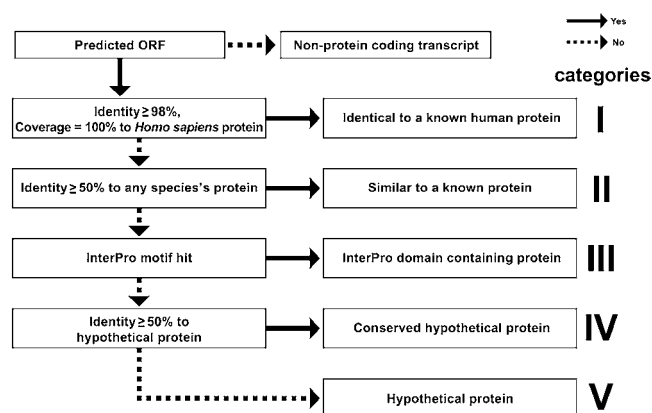 Yes
No
Predicted ORF
Non-protein coding transcript
categories
Identity ≥ 98%,
Coverage = 100% to Homo sapiens protein
Identical to a known human protein
I
Identity ≥ 50% to any species's protein
Similar to a known protein
II
InterPro motif hit
InterPro domain containing protein
III
Identity ≥ 50% to
hypothetical protein
Conserved hypothetical protein
IV
Hypothetical protein
V